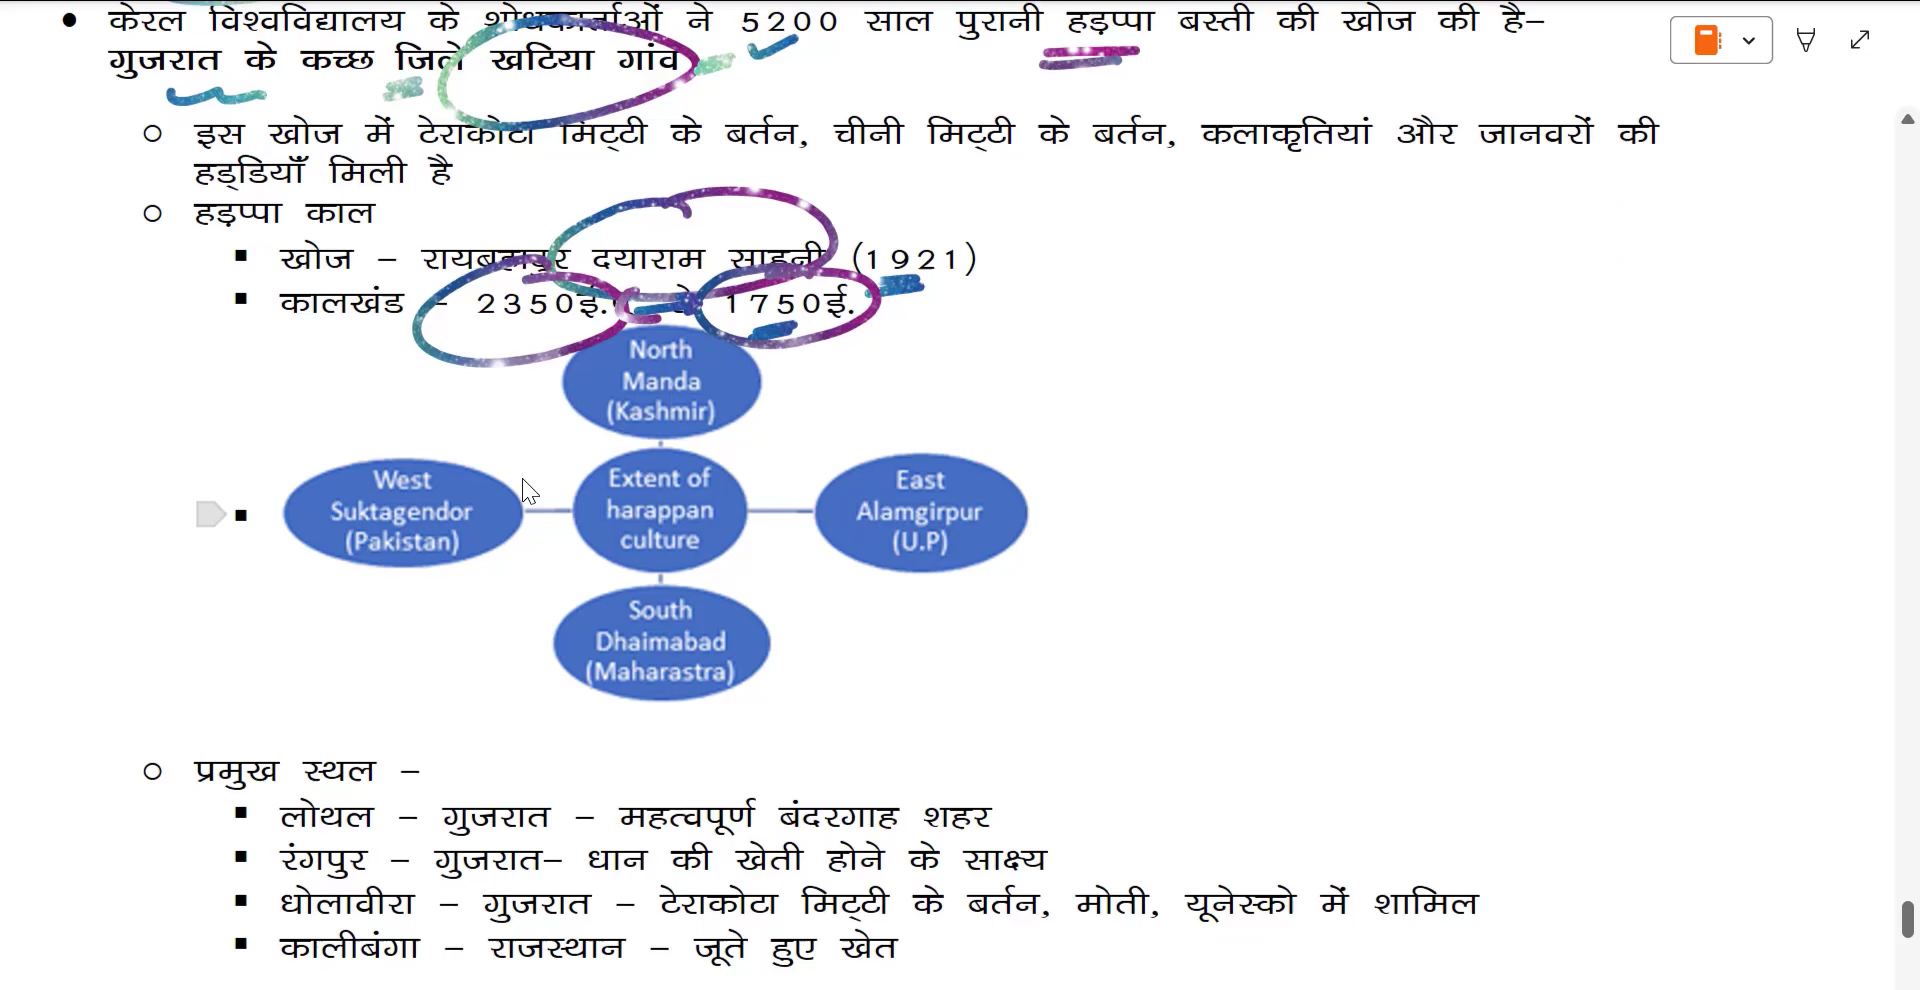 केरल विश्वविद्यालय के शोधकर्ताओं ने 5200 साल पुरानी हड़प्पा बस्ती की खोज की है–
गुजरात के कच्छ जिले खटिया गांव
इस खोज में टेराकोटा मिट्टी के बर्तन, चीनी मिट्टी के बर्तन, कलाकृतियां और जानवरों की
हड्डियाँ मिली है
हड़प्पा काल
खोज – रायबहादुर दयाराम साहनी (1921)
कालखंड – 2350ई. से 1750ई.
North
Manda
(Kashmir)
West
Suktagendor
(Pakistan)
Extent of
harappan
culture
East
Alamgirpur
(U.P)
South
Dhaimabad
(Maharastra)
प्रमुख स्थल –
लोथल – गुजरात – महत्वपूर्ण बंदरगाह शहर
रंगपुर – गुजरात– धान की खेती होने के साक्ष्य
धोलावीरा – गुजरात – टेराकोटा मिट्टी के बर्तन, मोती, यूनेस्को में शामिल
कालीबंगा – राजस्थान – जूते हुए खेत